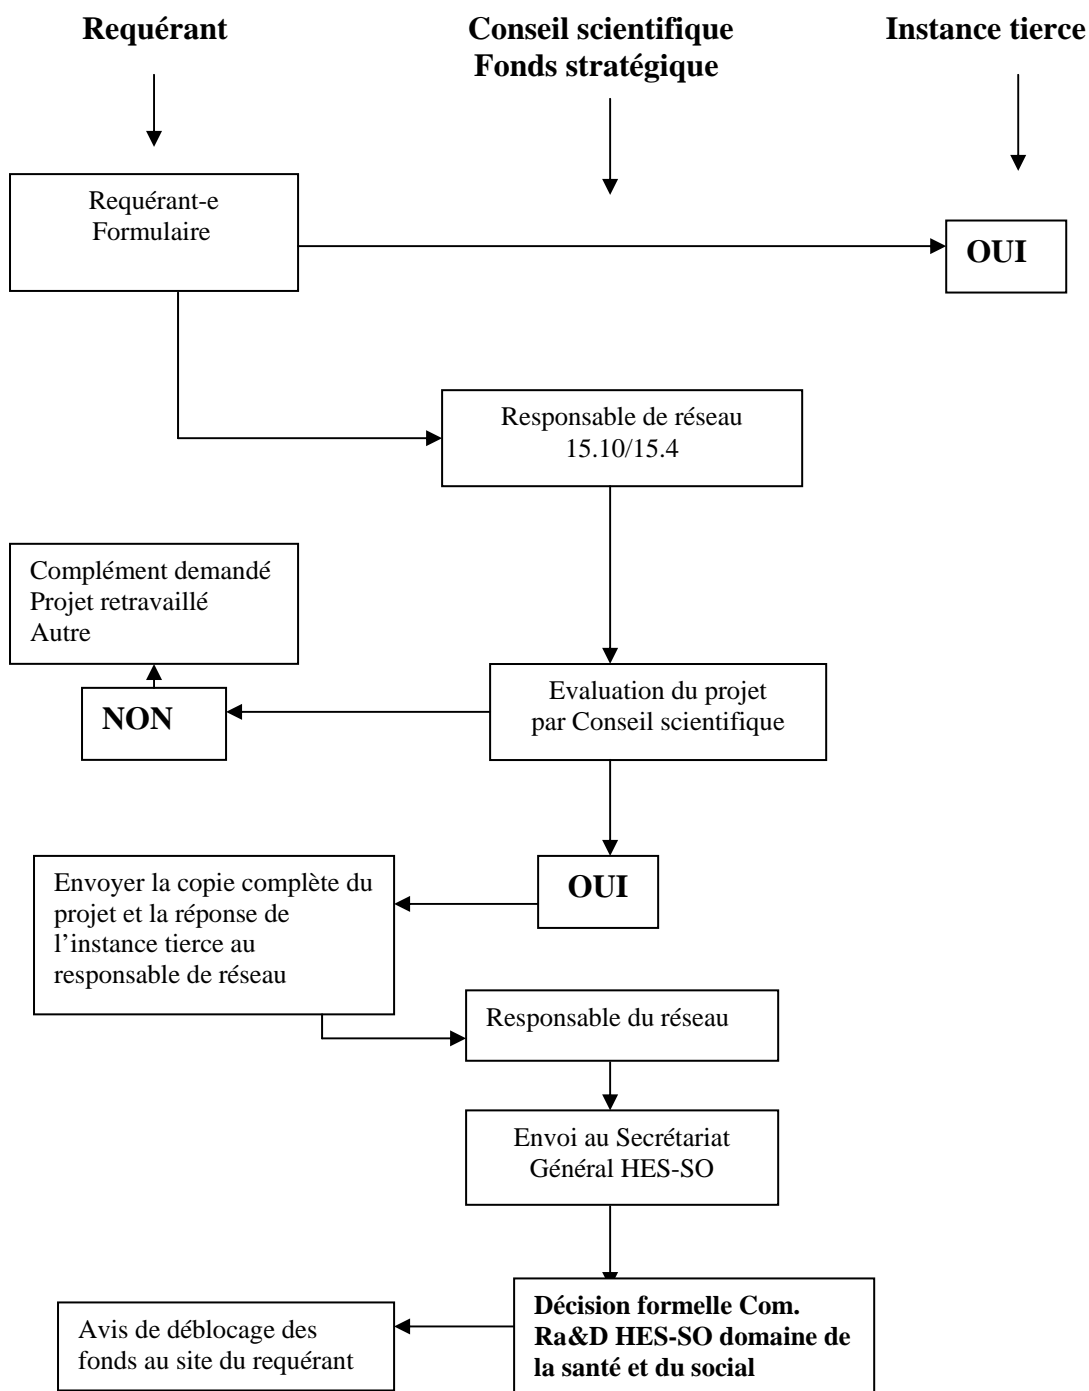 Requérant
Conseil scientifique
Fonds stratégique
Instance tierce
Requérant-e
Formulaire
OUI
Responsable de réseau
15.10/15.4
Complément demandé
Projet retravaillé
Autre
NON
Evaluation du projet
par Conseil scientifique
OUI
Envoyer la copie complète du
projet et la réponse de
l’instance tierce au
responsable de réseau
Responsable du réseau
Envoi au Secrétariat
Général HES-SO
Décision formelle Com.
Ra&D HES-SO domaine de
la santé et du social
Avis de déblocage des
fonds au site du requérant